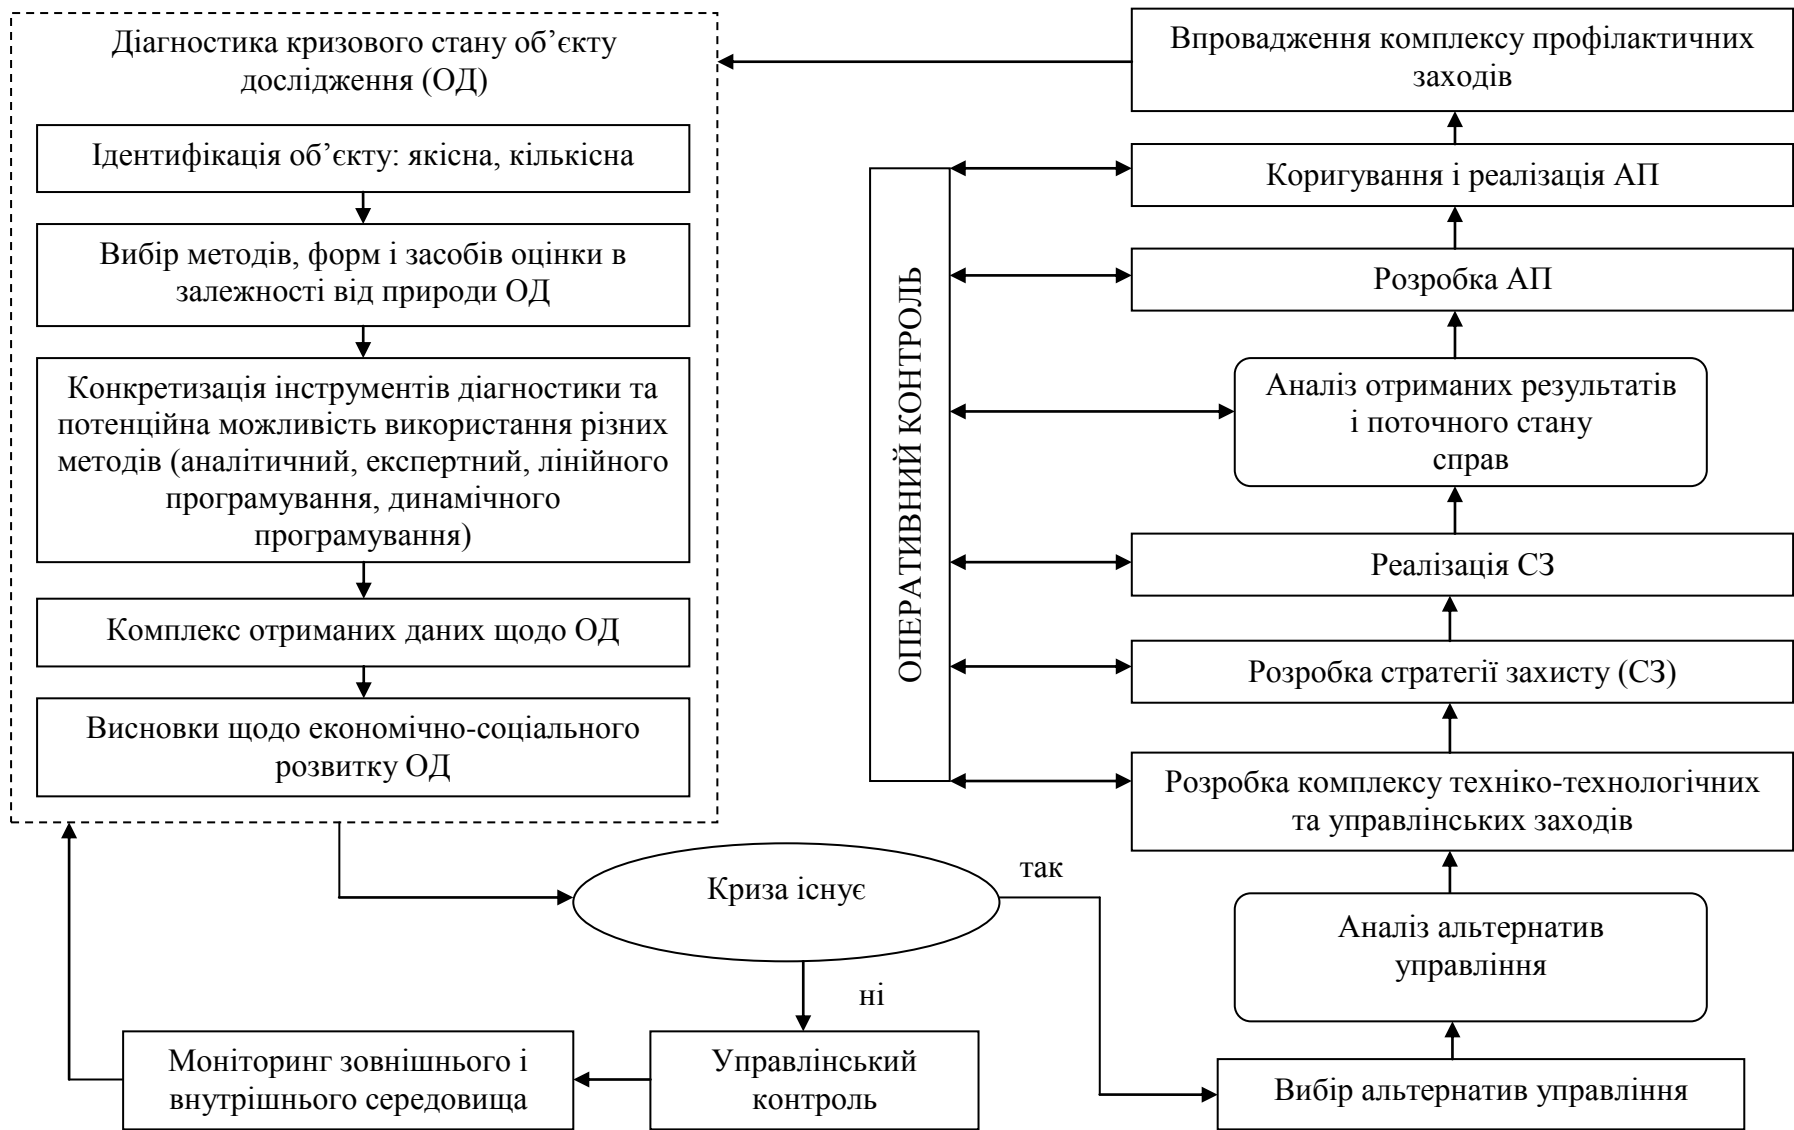 Діагностика кризового стану об’єкту
дослідження (ОД)
Ідентифікація об’єкту: якісна, кількісна
Вибір методів, форм і засобів оцінки в
залежності від природи ОД
Конкретизація інструментів діагностики та
потенційна можливість використання різних
методів (аналітичний, експертний, лінійного
програмування, динамічного
програмування)
Комплекс отриманих даних щодо ОД
Висновки щодо економічно-соціального
розвитку ОД
Криза існує
так
ні
Управлінський
контроль
Моніторинг зовнішнього і
внутрішнього середовища
ОПЕРАТИВНИЙ КОНТРОЛЬ
Впровадження комплексу профілактичних
заходів
Коригування і реалізація АП
Розробка АП
Аналіз отриманих результатів
і поточного стану
справ
Реалізація СЗ
Розробка стратегії захисту (СЗ)
Розробка комплексу техніко-технологічних
та управлінських заходів
Аналіз альтернатив
управління
Вибір альтернатив управління